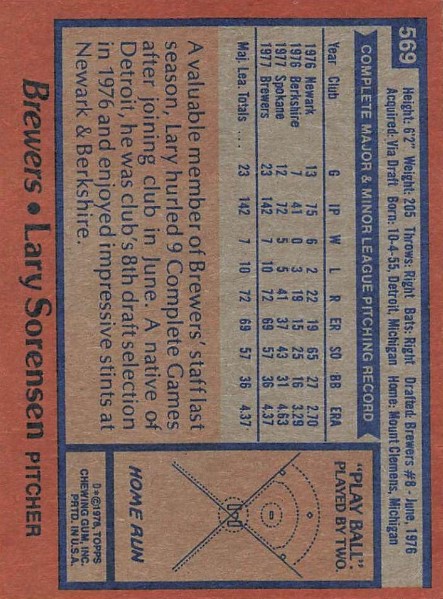 569
Height: 6'2" Weight: 205 Throws: Right Bats: Right Drafted: Brewers #8 - June, 1976
Acquired: Via Draft Born: 10-4-55, Detroit, Michigan Home: Mount Clemens, Michigan
COMPLETE MAJOR & MINOR LEAGUE PITCHING RECORD
Year Club G IP W L R ER SO BB ERA
1976 Newark 13 75 6 2 22 19 65 27 2.70
1976 Berkshire 7 41 0 3 19 15 27 16 3.29
1977 Spokane 12 72 5 5 41 37 43 31 4.63
1977 Brewers 23 142 7 10 72 69 57 36 4.37
Maj. Lea. Totals .... 23 142 7 10 72 69 57 36 4.37
A valuable member of Brewers' staff last
season, Lary hurled 9 Complete Games
after joining club in June. A native of
Detroit, he was club's 8th draft selection
in 1976 and enjoyed impressive stints at
Newark & Berkshire.
"PLAY BALL"
PLAYED BY TWO.
HOME RUN
D★©1978, TOPPS
CHEWING GUM, INC.
PRTD. IN U.S.A.
Brewers • Lary Sorensen PITCHER